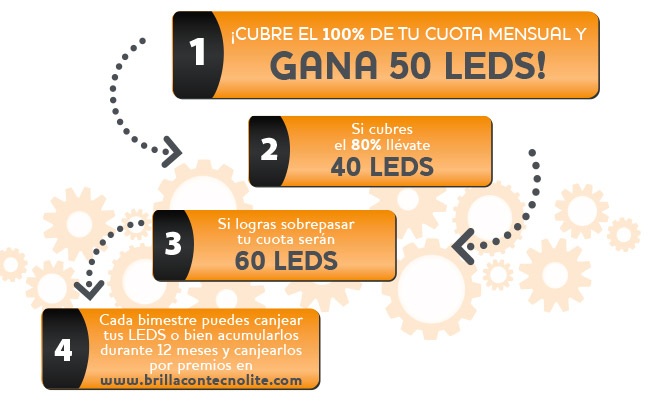 1
¡CUBRE EL 100% DE TU CUOTA MENSUAL Y
GANA 50 LEDS!
2
Si cubres
el 80% llévate
40 LEDS
3
Si logras sobrepasar
tu cuota serán
60 LEDS
4
Cada bimestre puedes canjear
tus LEDS o bien acumularlos
durante 12 meses y canjearlos
por premios en
www.brillacontecnolite.com